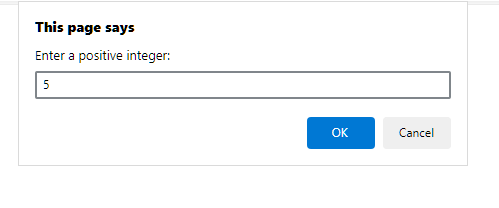 This page says
Enter a positive integer:
5
OK
Cancel